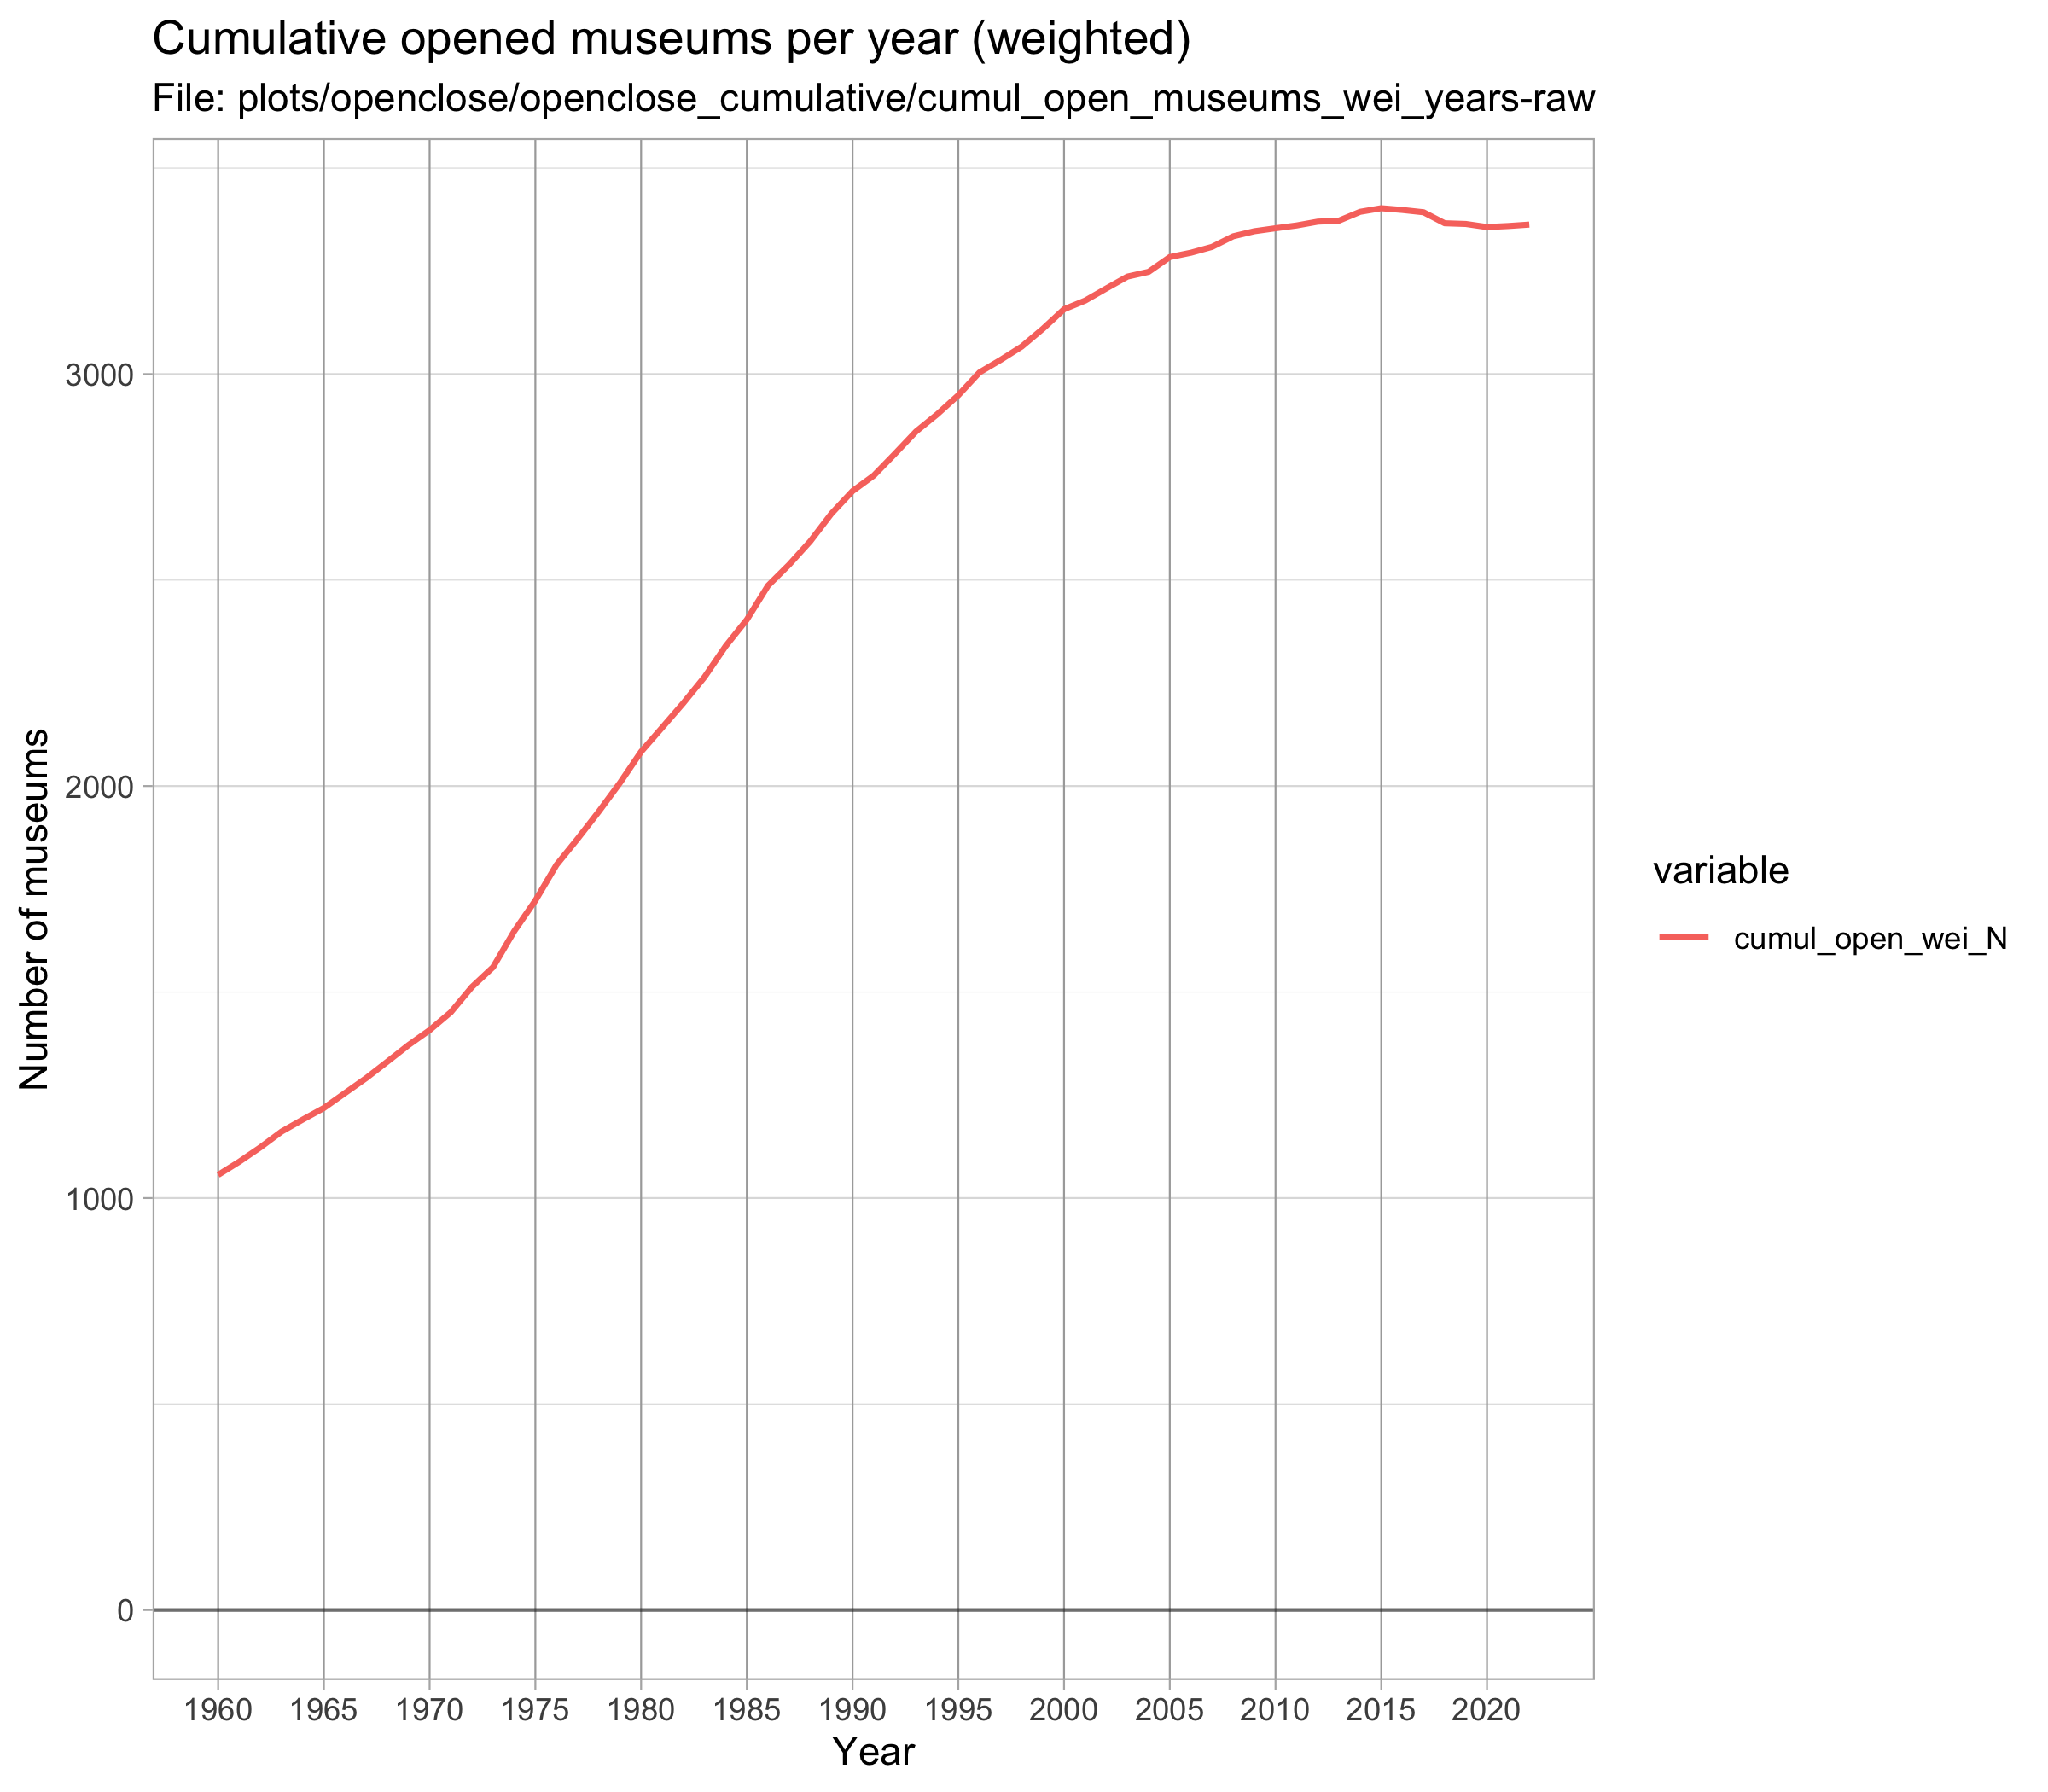 Cumulative opened museums per year (weighted)
File: plots/openclose/openclose_cumulative/cumul_open_museums_wei_years-raw
Number of museums
3000
2000
1000
0
1960 1965 1970 1975 1980 1985 1990 1995 2000 2005 2010 2015 2020
Year
variable
cumul_open_wei_N